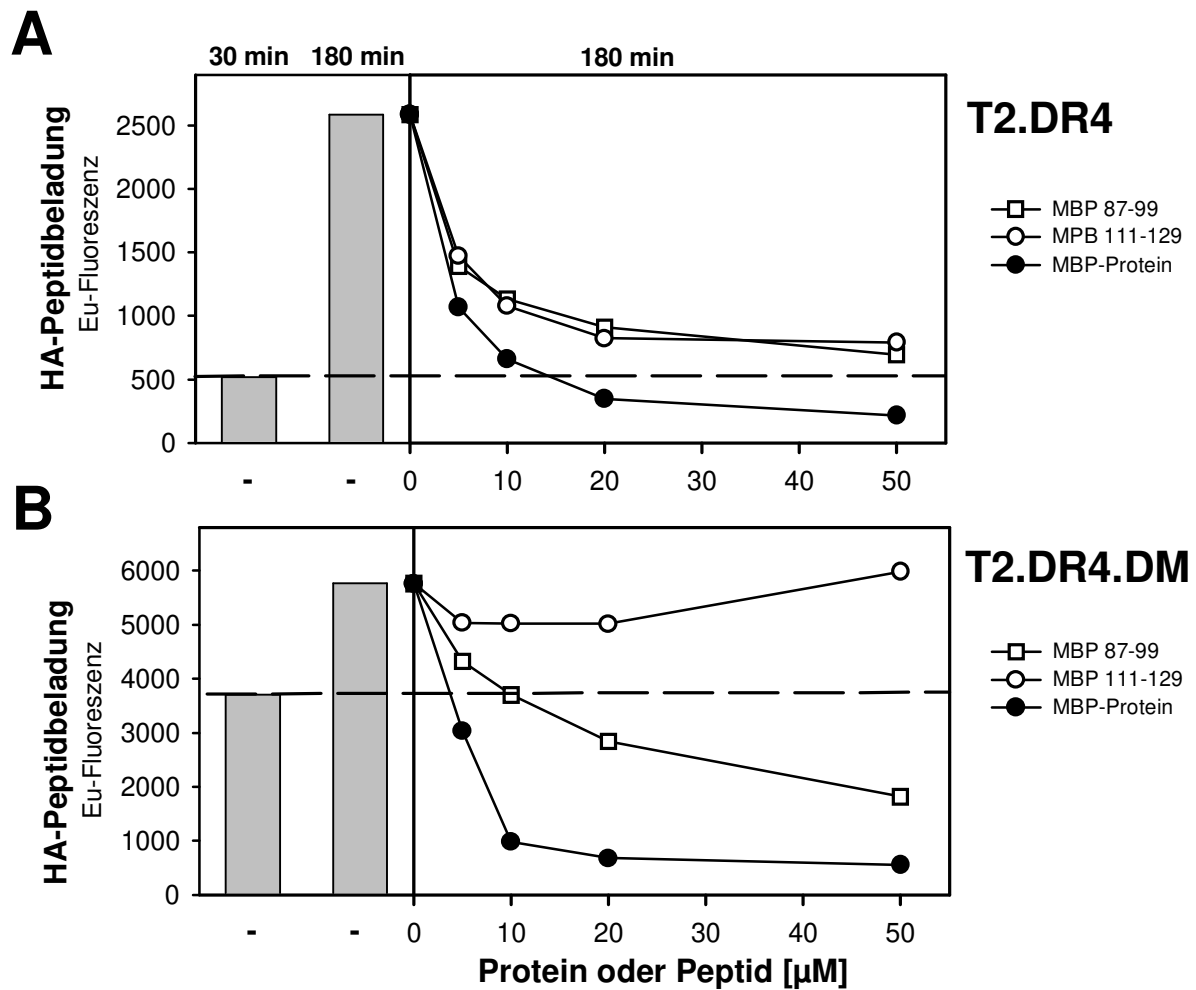 A
30 min 180 min 180 min
HA-Peptidbeladung
Eu-Fluoreszenz
2500
2000
1500
1000
500
0
T2.DR4
MBP 87-99
MPB 111-129
MBP-Protein
- - 0 10 20 30 40 50
B
HA-Peptidbeladung
Eu-Fluoreszenz
6000
5000
4000
3000
2000
1000
0
T2.DR4.DM
MBP 87-99
MBP 111-129
MBP-Protein
- - 0 10 20 30 40 50
Protein oder Peptid [µM]